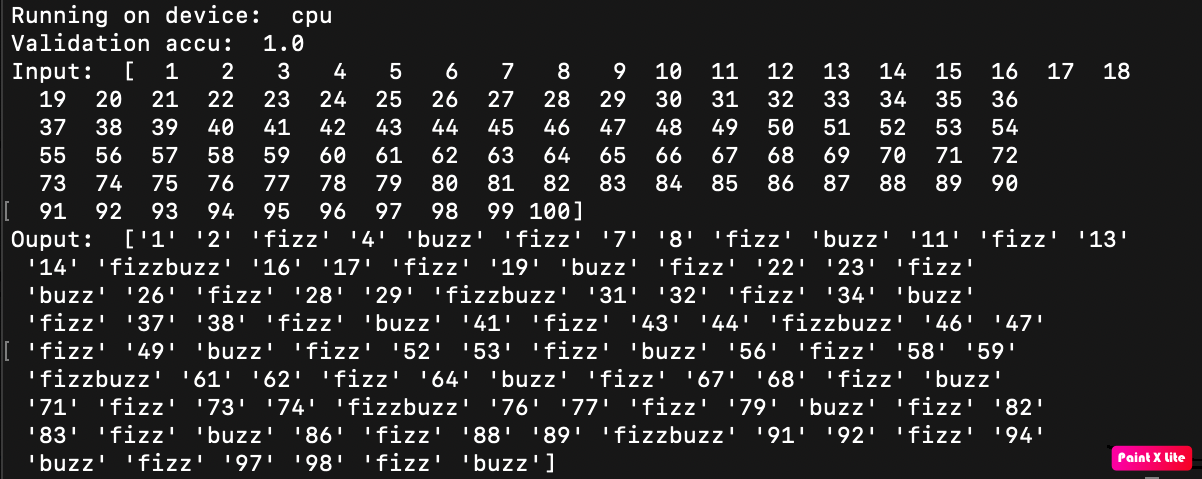 Running on device:  cpu
Validation accu:  1.0
Input:  [  1   2   3   4   5   6   7   8   9  10  11  12  13  14  15  16  17  18
  19  20  21  22  23  24  25  26  27  28  29  30  31  32  33  34  35  36
  37  38  39  40  41  42  43  44  45  46  47  48  49  50  51  52  53  54
  55  56  57  58  59  60  61  62  63  64  65  66  67  68  69  70  71  72
  73  74  75  76  77  78  79  80  81  82  83  84  85  86  87  88  89  90
[  91  92  93  94  95  96  97  98  99 100]
Ouput:  ['1' '2' 'fizz' '4' 'buzz' 'fizz' '7' '8' 'fizz' 'buzz' '11' 'fizz' '13'
 '14' 'fizzbuzz' '16' '17' 'fizz' '19' 'buzz' 'fizz' '22' '23' 'fizz'
 'buzz' '26' 'fizz' '28' '29' 'fizzbuzz' '31' '32' 'fizz' '34' 'buzz'
 'fizz' '37' '38' 'fizz' 'buzz' '41' 'fizz' '43' '44' 'fizzbuzz' '46' '47'
[ 'fizz' '49' 'buzz' 'fizz' '52' '53' 'fizz' 'buzz' '56' 'fizz' '58' '59'
 'fizzbuzz' '61' '62' 'fizz' '64' 'buzz' 'fizz' '67' '68' 'fizz' 'buzz'
 '71' 'fizz' '73' '74' 'fizzbuzz' '76' '77' 'fizz' '79' 'buzz' 'fizz' '82'
 '83' 'fizz' 'buzz' '86' 'fizz' '88' '89' 'fizzbuzz' '91' '92' 'fizz' '94'
 'buzz' 'fizz' '97' '98' 'fizz' 'buzz']
Paint X Lite